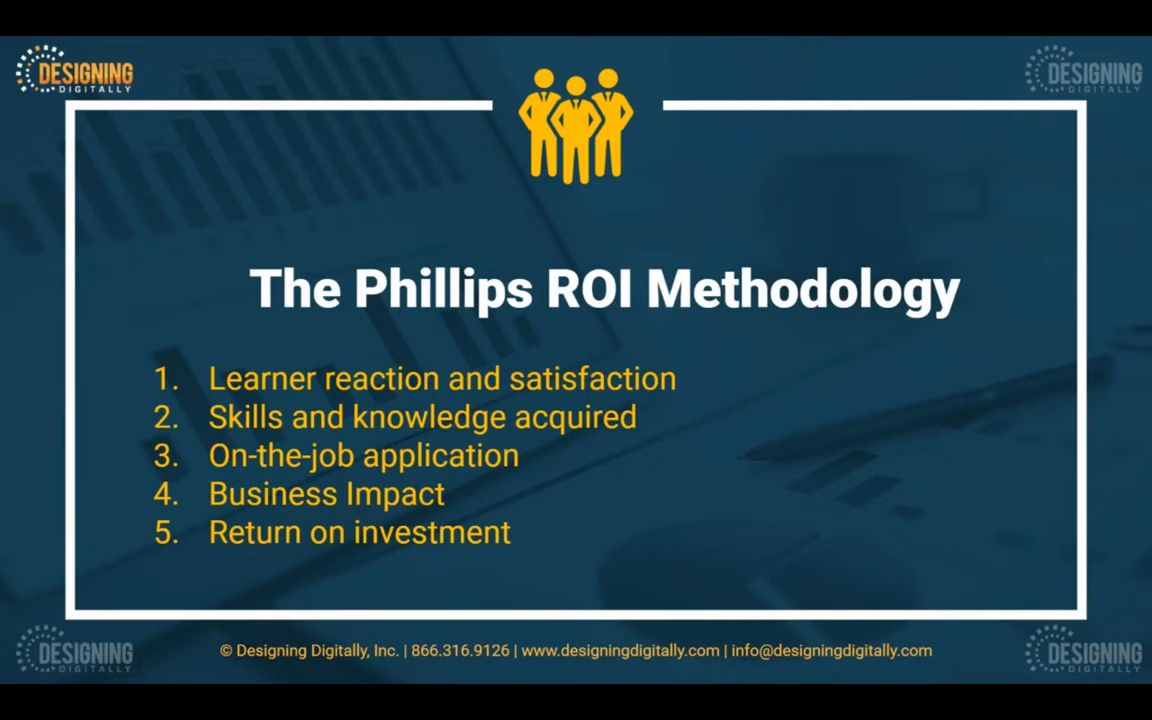 DESIGNING
DIGITALLY
DESIGNING
DIGITALLY
The Phillips ROI Methodology
1. Learner reaction and satisfaction
2. Skills and knowledge acquired
3. On-the-job application
4. Business Impact
5. Return on investment
DESIGNING
DIGITALLY
© Designing Digitally, Inc. | 866.316.9126 | www.designingdigitally.com | info@designingdigitally.com
DESIGNING
DIGITALLY